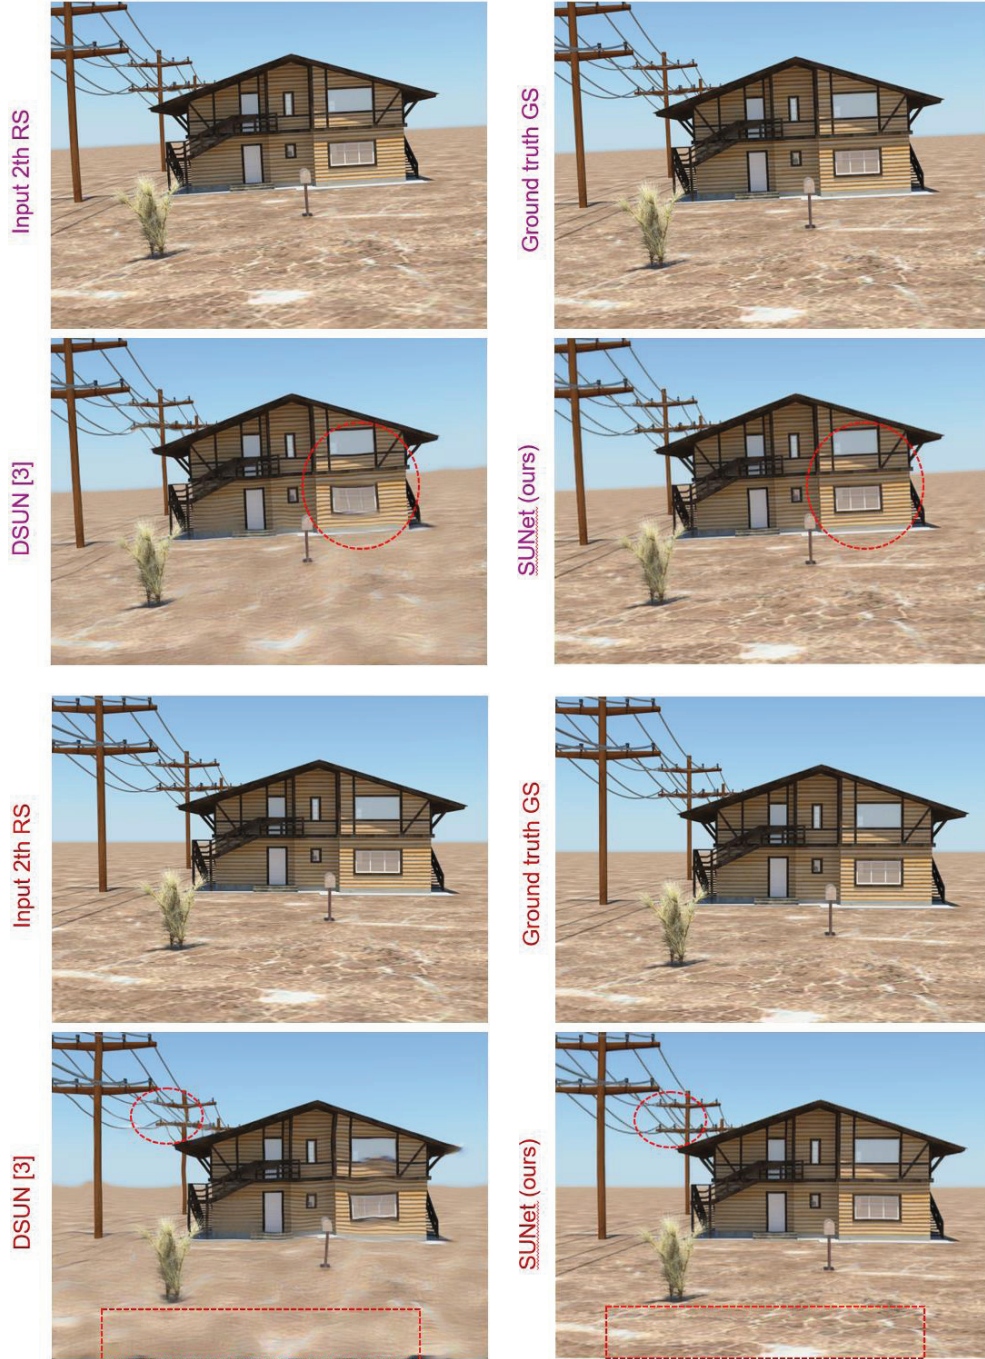 Input 2th RS
Ground truth GS
DSUN [3]
SUNet (ours)
Input 2th RS
Ground truth GS
DSUN [3]
SUNet (ours)